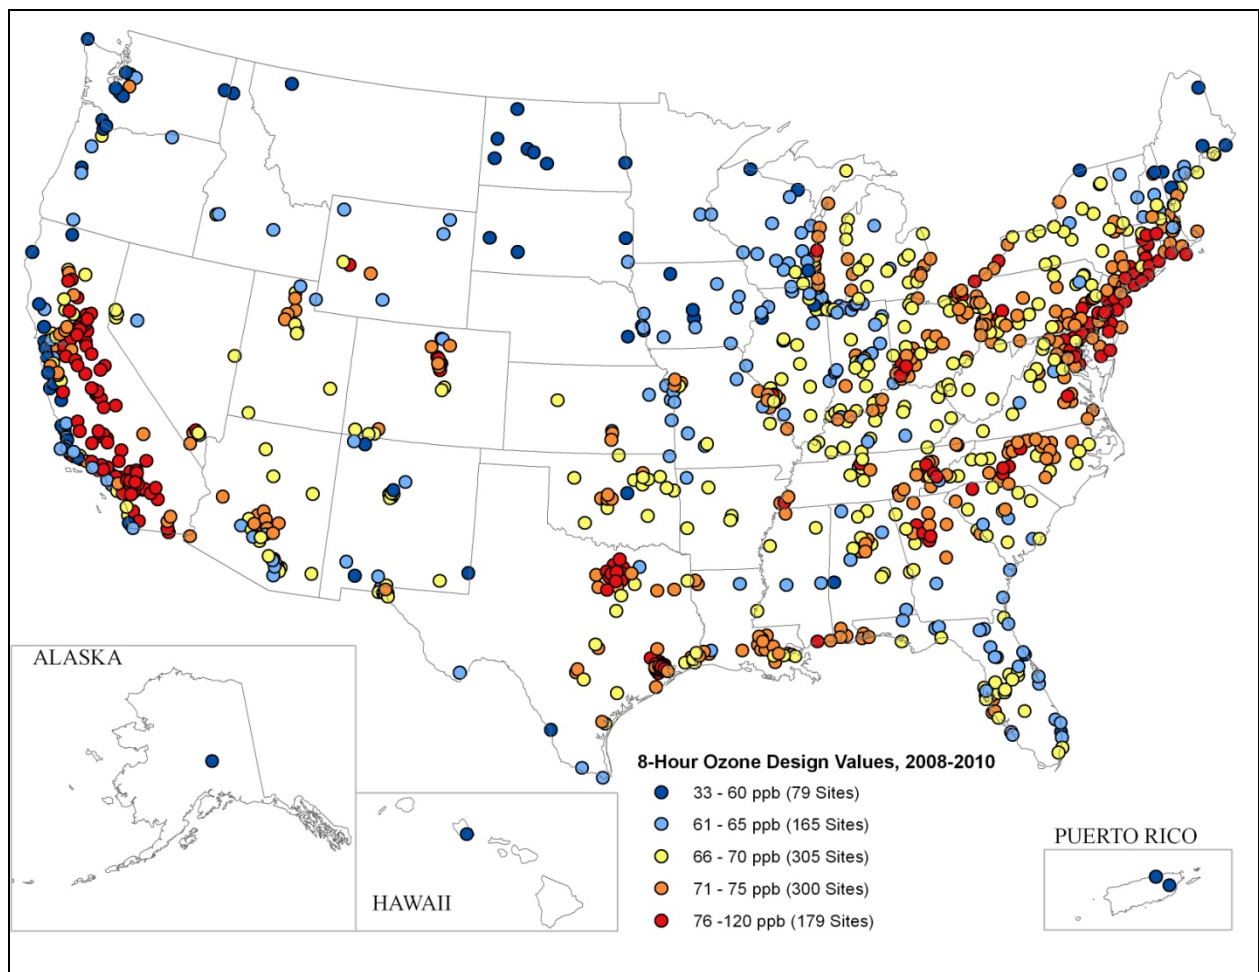 ALASKA
HAWAII
8-Hour Ozone Design Values, 2008-2010
33 - 60 ppb (79 Sites)
61 - 65 ppb (165 Sites)
66 - 70 ppb (305 Sites)
71 - 75 ppb (300 Sites)
76 -120 ppb (179 Sites)
PUERTO RICO